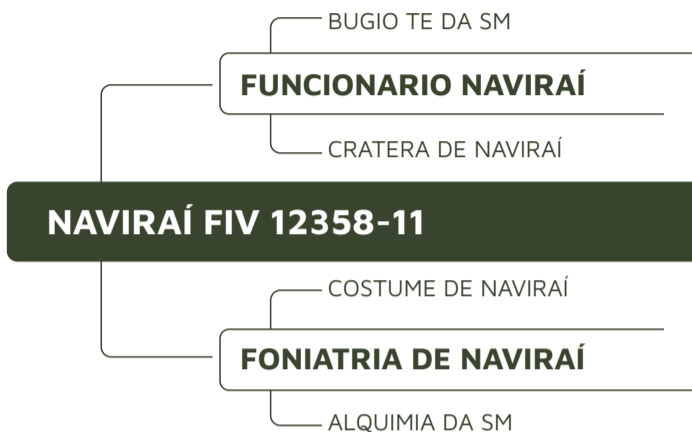 BUGIO TE DA SM
FUNCIONARIO NAVIRAÍ
CRATERA DE NAVIRAÍ
NAVIRAÍ FIV 12358-11
COSTUME DE NAVIRAÍ
FONIATRIA DE NAVIRAÍ
ALQUIMIA DA SM